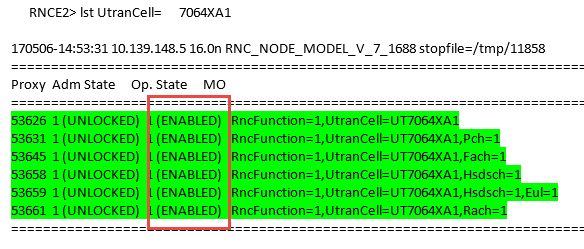 RNCE2> lst UtranCell= 7064XA1
170506-14:53:31 10.139.148.5 16.0n RNC_NODE_MODEL_V_7_1688 stopfile=/tmp/11858
====================================================================
Proxy Adm State Op. State MO
====================================================================
53626 1 (UNLOCKED) 1 (ENABLED) RncFunction=1,UtranCell=UT7064XA1
53631 1 (UNLOCKED) 1 (ENABLED) RncFunction=1,UtranCell=UT7064XA1,Pch=1
53645 1 (UNLOCKED) 1 (ENABLED) RncFunction=1,UtranCell=UT7064XA1,Fach=1
53658 1 (UNLOCKED) 1 (ENABLED) RncFunction=1,UtranCell=UT7064XA1,Hsdsch=1
53659 1 (UNLOCKED) 1 (ENABLED) RncFunction=1,UtranCell=UT7064XA1,Hsdsch=1,Eul=1
53661 1 (UNLOCKED) 1 (ENABLED) RncFunction=1,UtranCell=UT7064XA1,Rach=1
====================================================================